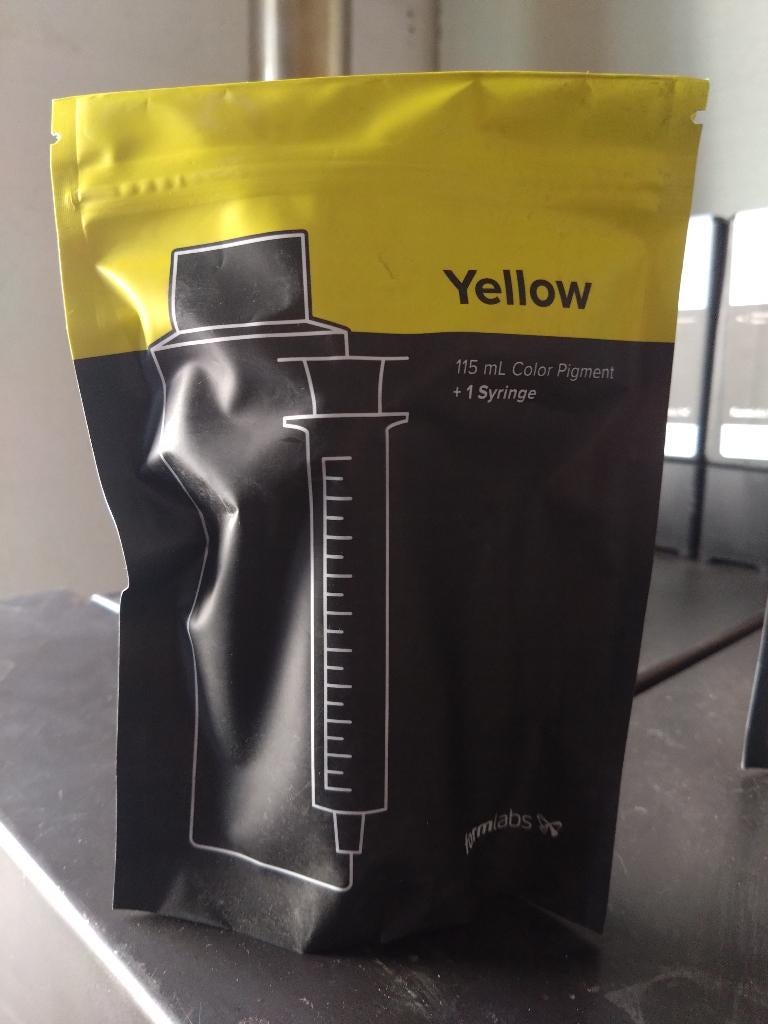 Yellow
115 mL Color Pigment
+ 1 Syringe
formlabs